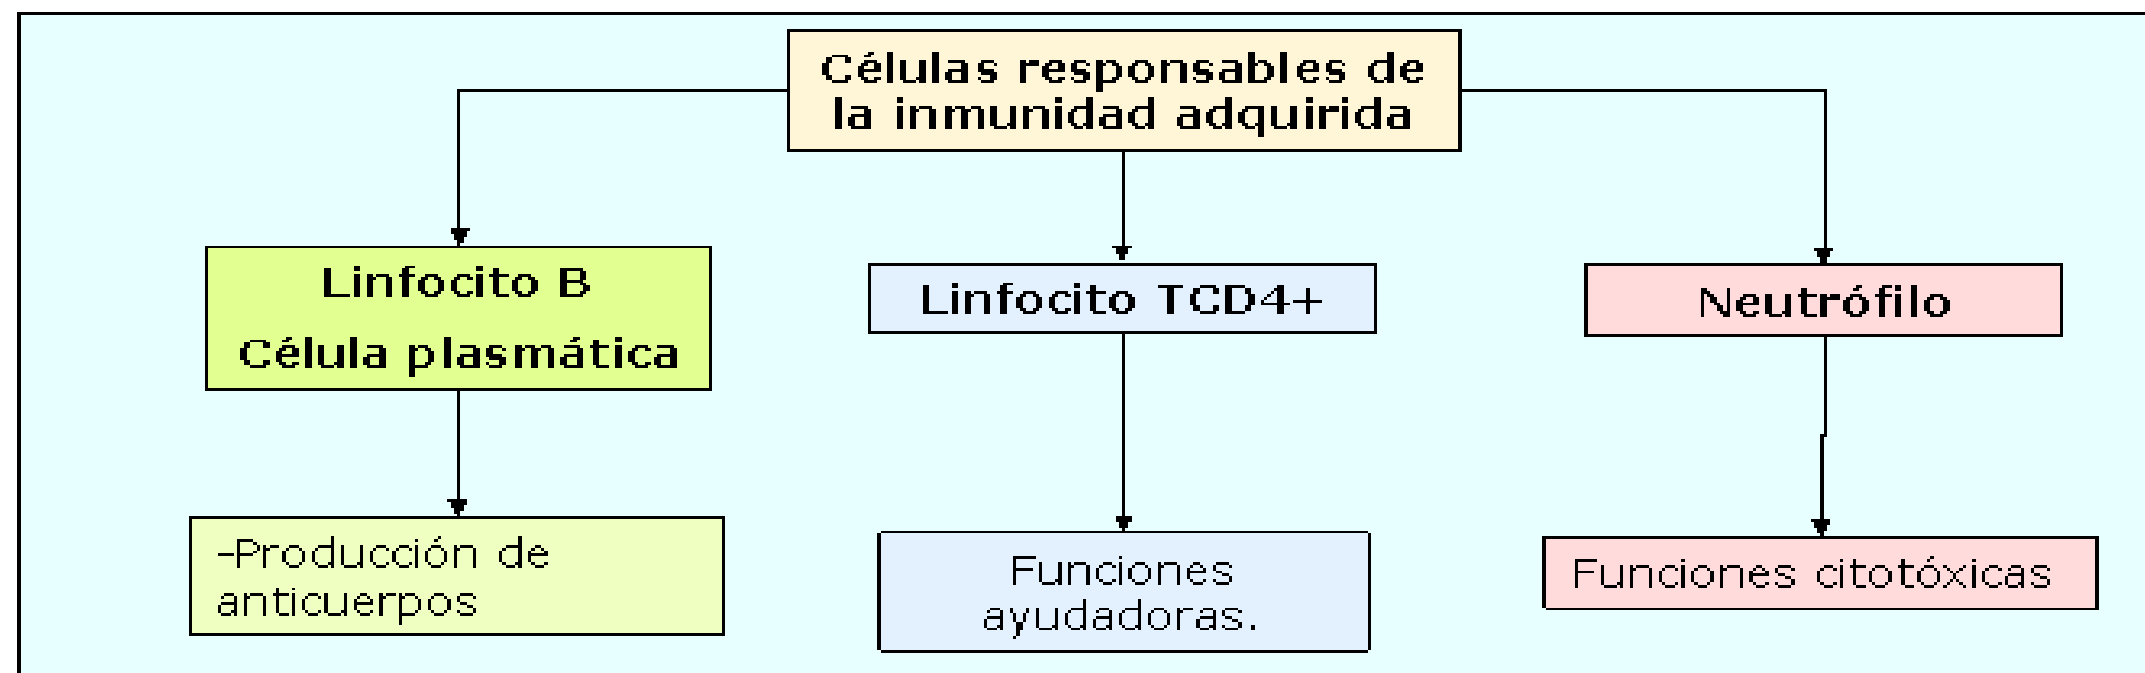 Células responsables de
la inmunidad adquirida
Linfocito B
Célula plasmática
Linfocito TCD4+
Neutrófilo
-Producción de
anticuerpos
Funciones
ayudadoras.
Funciones citotóxicas